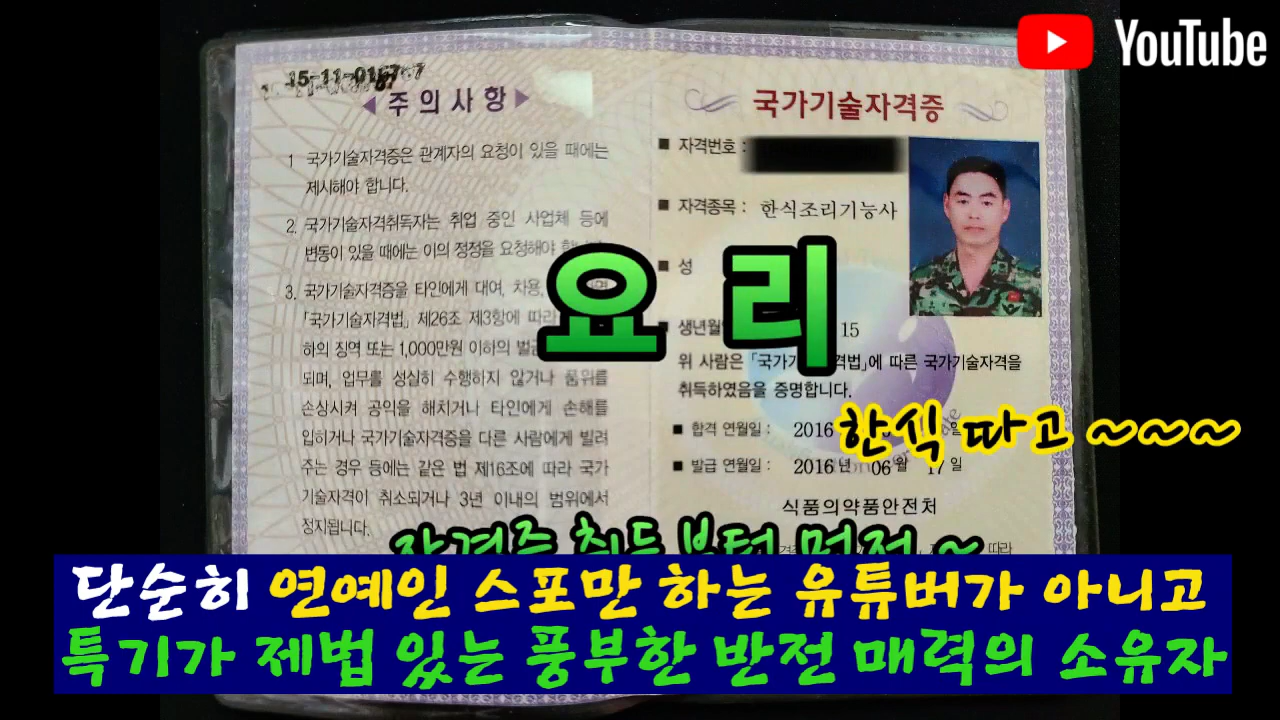 YouTube
15-11-016767
◀ 주의사항 ▶
1 국가기술자격증은 관계자의 요청이 있을 때에는
제시해야 합니다.
2. 국가기술자격취득자는 취업 중인 사업체 등에
변동이 있을 때에는 이의 정정을 요청해야
3. 국가기술자격증을 타인에게 대여, 차용,
「국가기술자격법」 제26조 제3항에 따라
하의 징역 또는 1,000만원 이하의
되며, 업무를 성실히 수행하지 않거나 품위를
손상시켜 공익을 해치거나 타인에게 손해를
입히거나 국가기술자격증을 다른 사람에게 빌려
주는 경우 등에는 같은 법 제16조에 따라 국가
기술자격이 취소되거나 3년 이내의 범위에서
정지됩니다.
국가기술자격증
■ 자격번호 :
■ 자격종목 : 한식조리기능사
■ 성
■ 15
위 사람은 「국가기 격법」에 따른 국가기술자격을
취득하였음을 증명합니다.
■ 합격 연월일 : 2016 일
■ 발급 연월일 : 2016 년 06 월 17 일
식품의약품안전처
요 리
한식 따고 ~~~
자격증 취득 부터 먼저 ~
단순히 연예인 스포만 하는 유튜버가 아니고
특기가 제법 있는 풍부한 반전 매력의 소유자